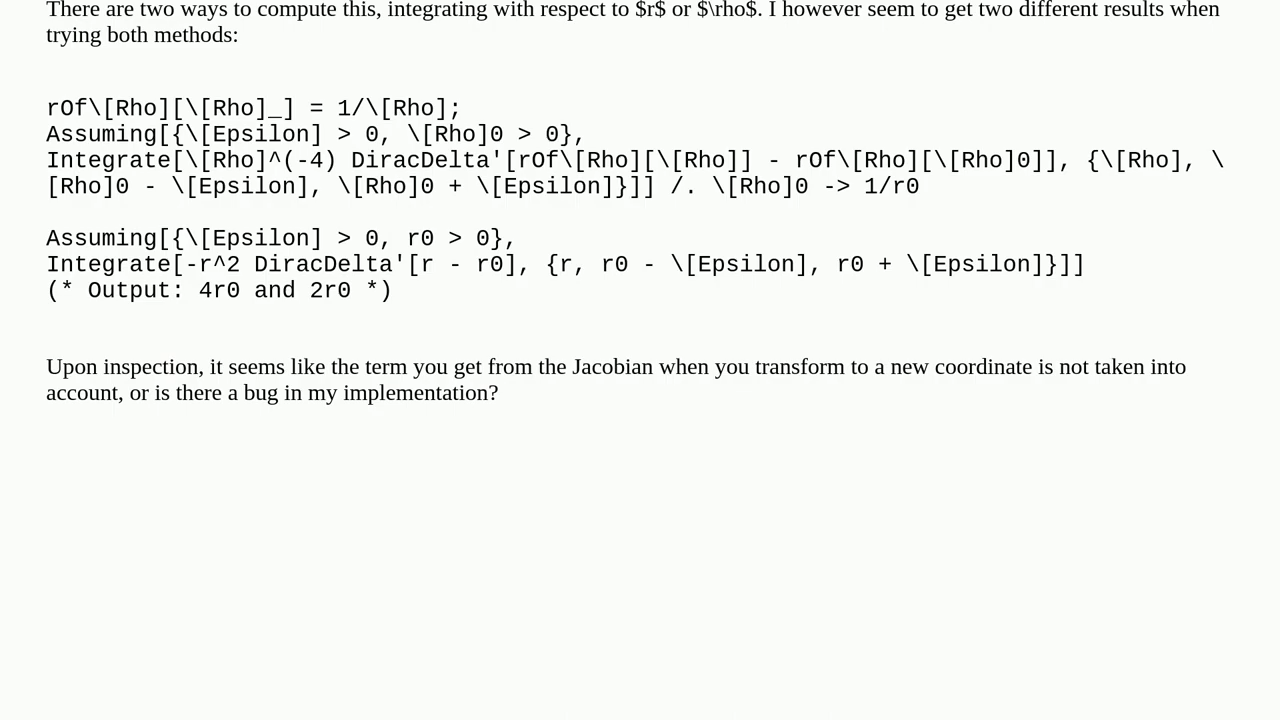 There are two ways to compute this, integrating with respect to $r$ or $\rho$. I however seem to get two different results when
trying both methods:
rOf\[Rho][\[Rho]_] = 1/\[Rho];
Assuming[{\[Epsilon] > 0, \[Rho]0 > 0},
Integrate[\[Rho]^(-4) DiracDelta'[rOf\[Rho][\[Rho]] - rOf\[Rho][\[Rho]0]], {\[Rho], \
[Rho]0 - \[Epsilon], \[Rho]0 + \[Epsilon]}]] /. \[Rho]0 -> 1/r0
Assuming[{\[Epsilon] > 0, r0 > 0},
Integrate[-r^2 DiracDelta'[r - r0], {r, r0 - \[Epsilon], r0 + \[Epsilon]}]]
(* Output: 4r0 and 2r0 *)
Upon inspection, it seems like the term you get from the Jacobian when you transform to a new coordinate is not taken into
account, or is there a bug in my implementation?